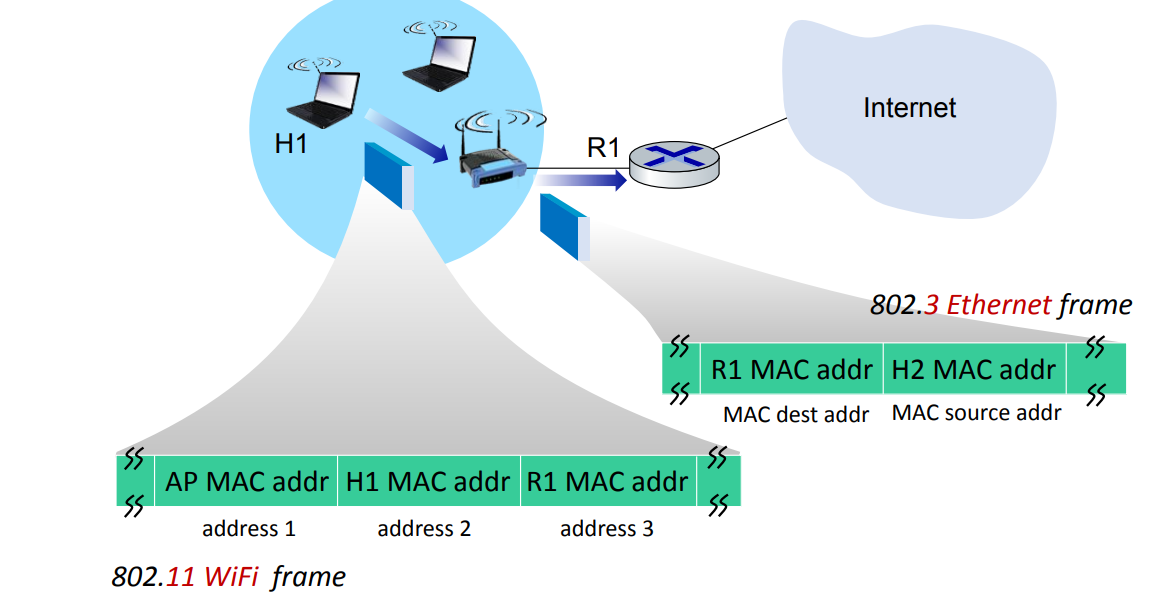 H1
R1
Internet
802.3 Ethernet frame
R1 MAC addr H2 MAC addr
MAC dest addr MAC source addr
AP MAC addr H1 MAC addr R1 MAC addr
address 1 address 2 address 3
802.11 WiFi frame